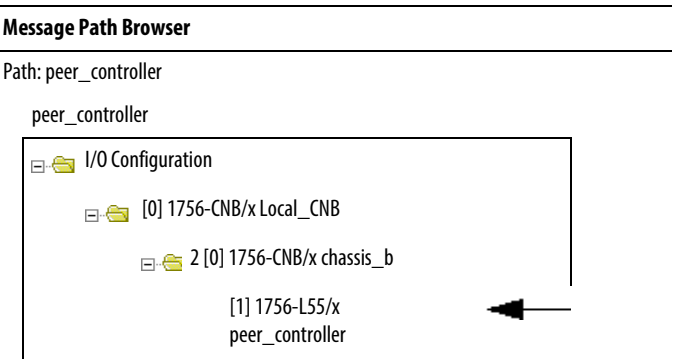 Message Path Browser
Path: peer_controller
peer_controller
I/O Configuration
[0] 1756-CNB/x Local_CNB
2 [0] 1756-CNB/x chassis_b
[1] 1756-L55/x
peer_controller